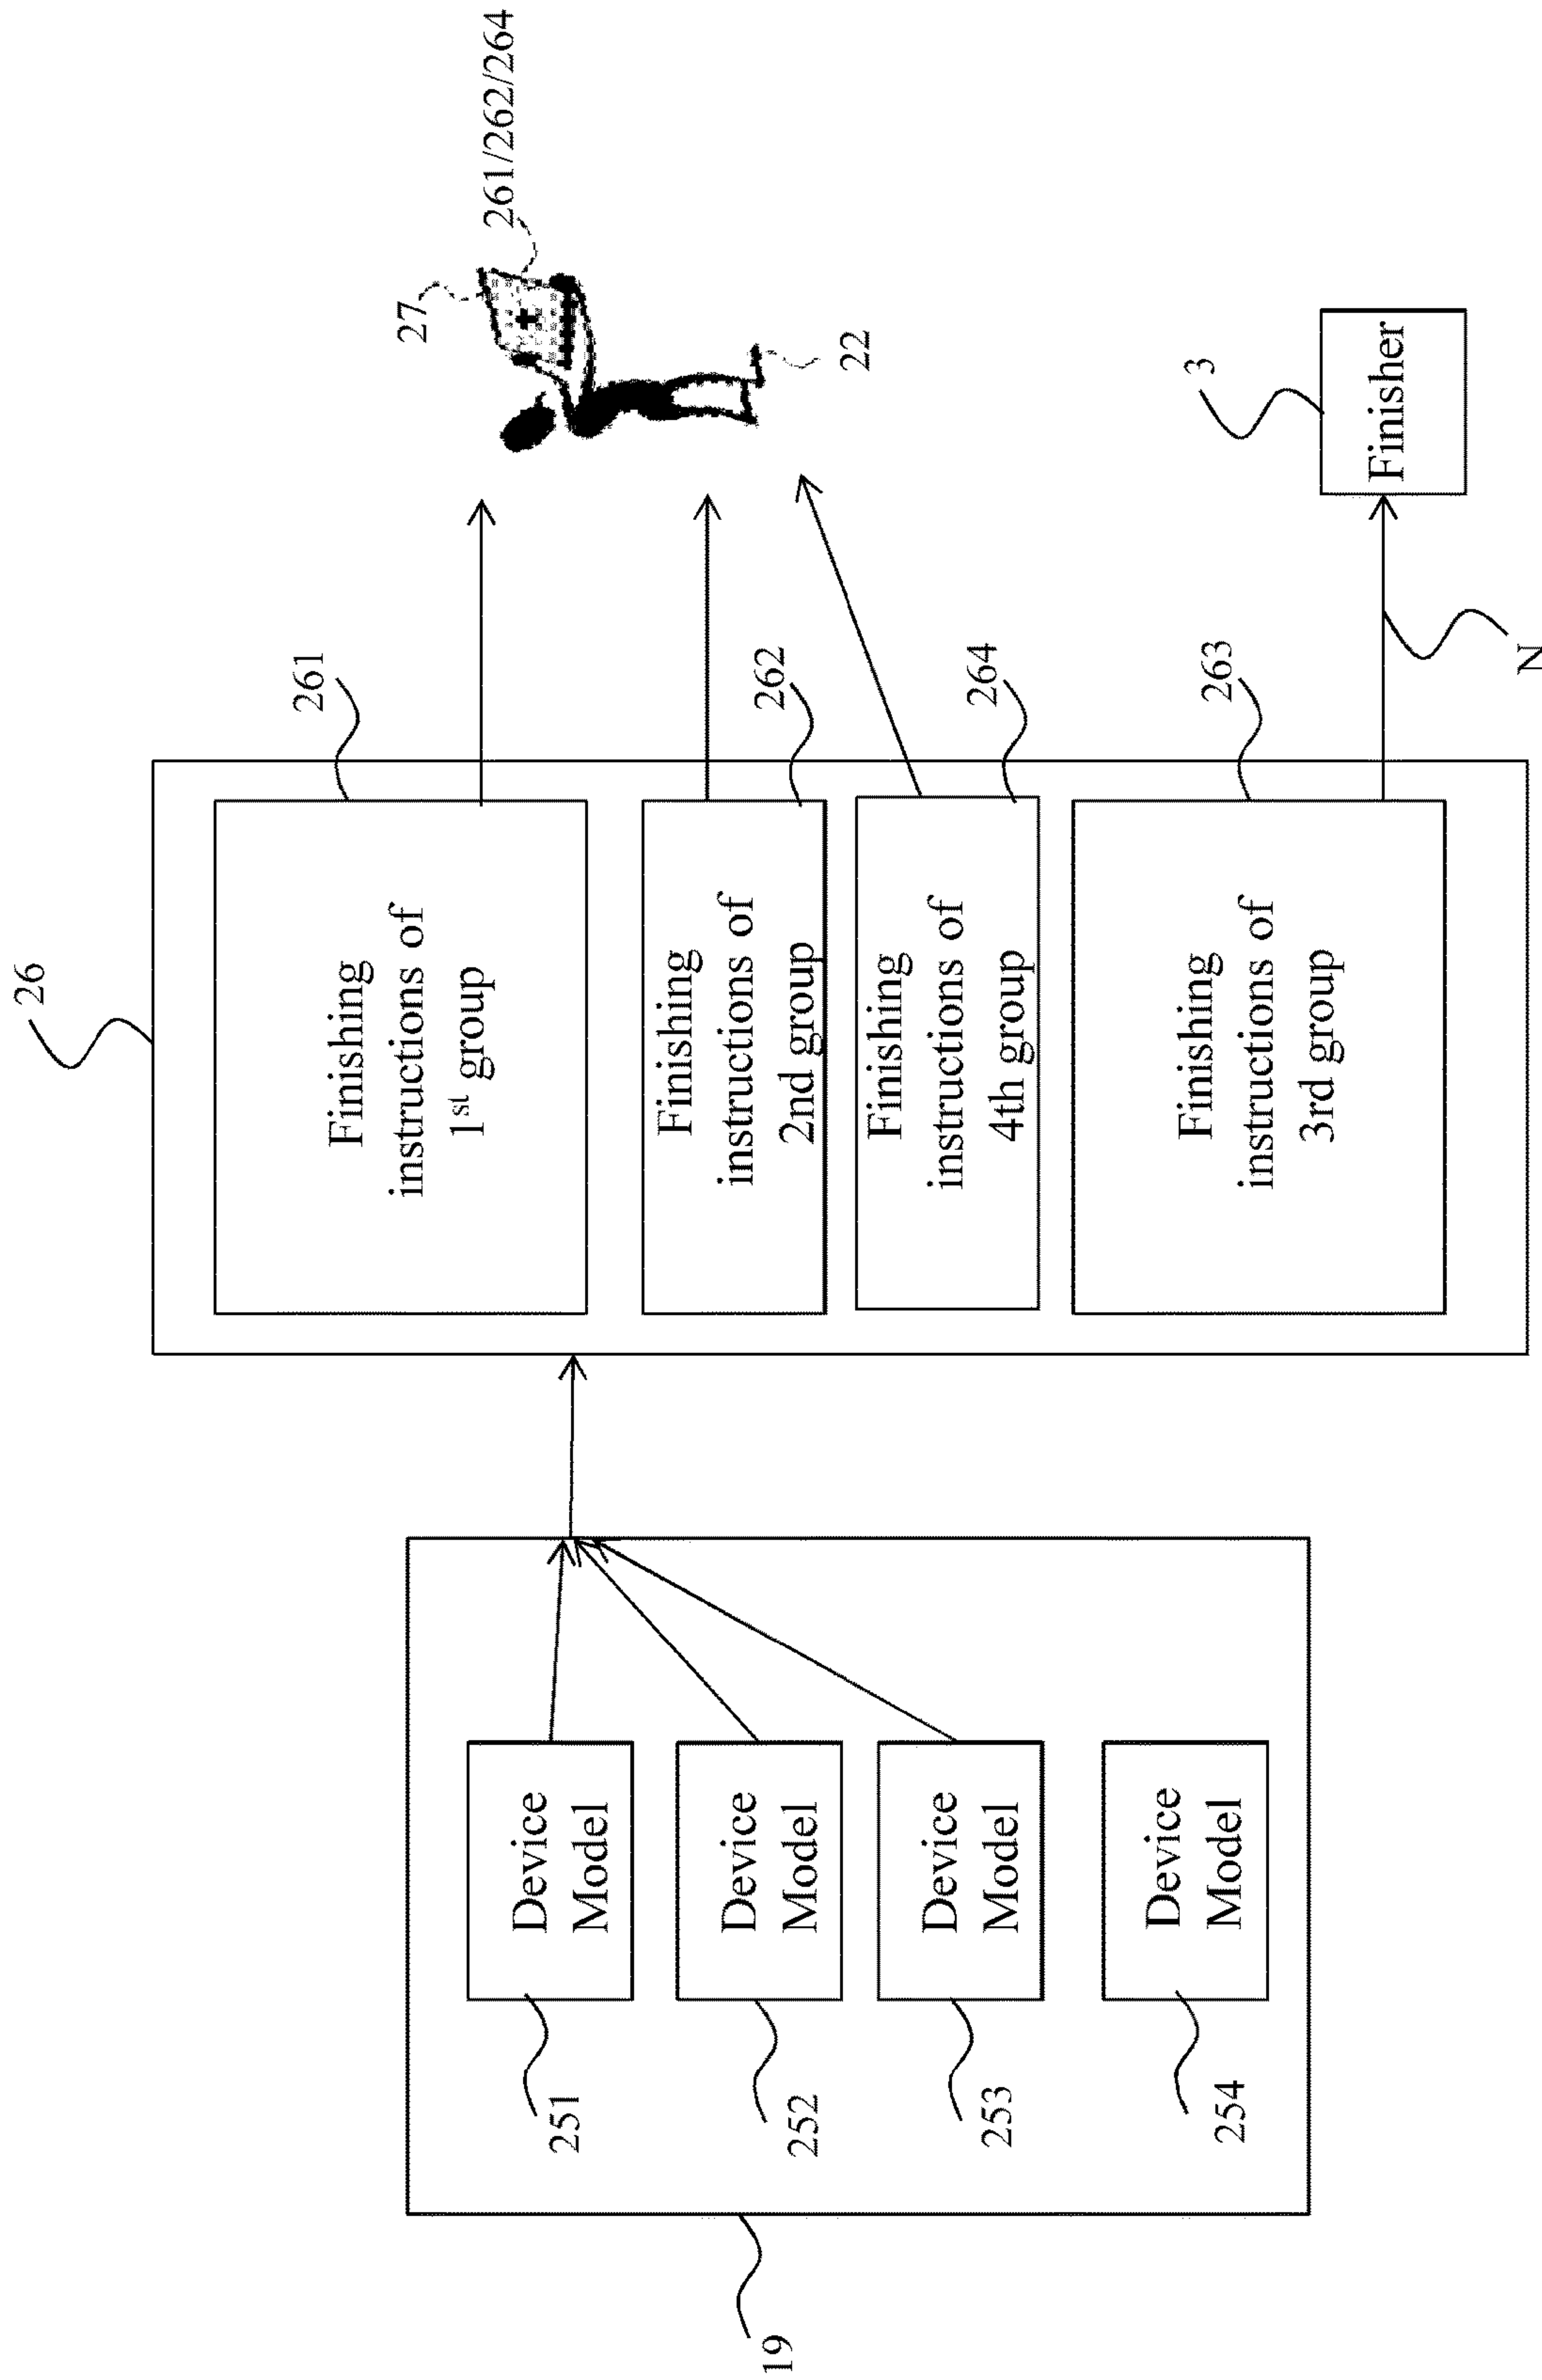 26
261
Finishing
instructions of
1st group
27
261/262/264
22
Finishing
instructions of
2nd group
262
Finishing
instructions of
4th group
264
Finishing
instructions of
3rd group
263
N
3
Finisher
Device
Model
251
Device
Model
252
Device
Model
253
Device
Model
254
19